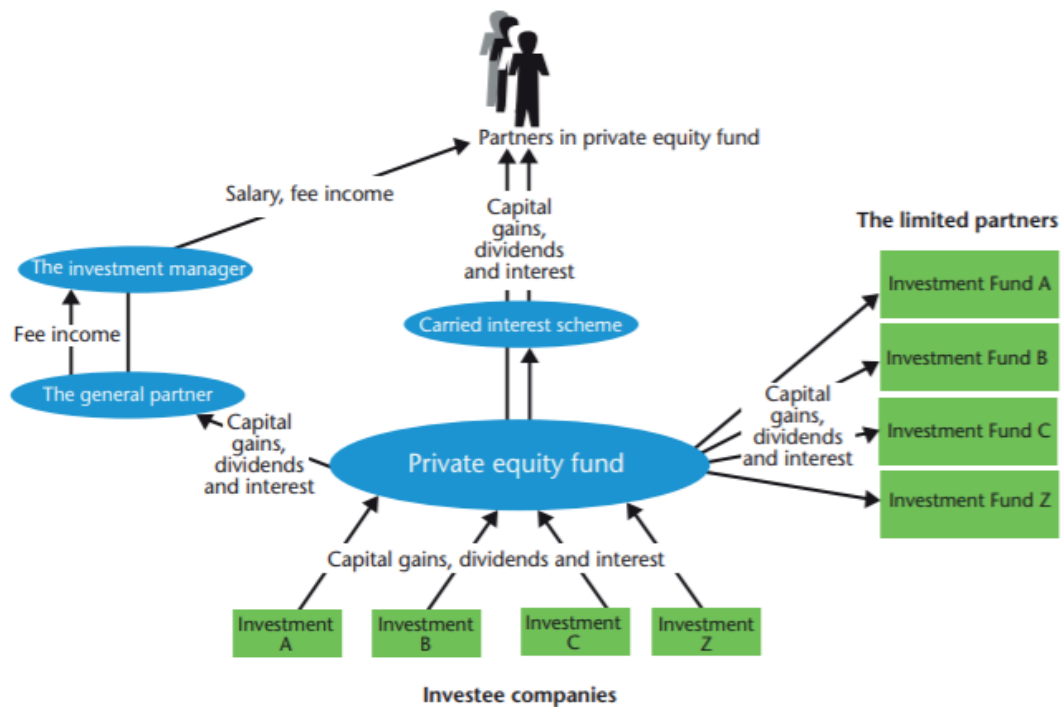 Partners in private equity fund
Salary, fee income
Capital
gains,
dividends
and interest
The limited partners
The investment manager
Investment Fund A
Fee income
Carried interest scheme
Investment Fund B
The general partner
Capital
gains,
dividends
and interest
Investment Fund C
Capital
gains,
dividends
and interest
Private equity fund
Investment Fund Z
Capital gains, dividends and interest
Investment
A
Investment
B
Investment
C
Investment
Z
Investee companies